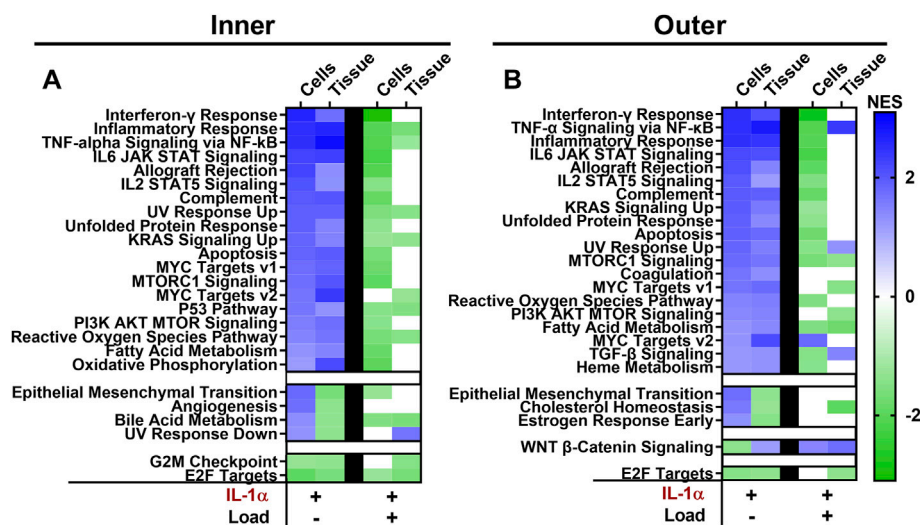 Inner
Outer
A
Cells
Tissue
Cells
Tissue
Interferon-γ Response
Inflammatory Response
TNF-alpha Signaling via NF-kB
IL6 JAK STAT Signaling
Allograft Rejection
IL2 STAT5 Signaling
Complement
UV Response Up
Unfolded Protein Response
KRAS Signaling Up
Apoptosis
MYC Targets v1
MTORC1 Signaling
MYC Targets v2
P53 Pathway
PI3K AKT MTOR Signaling
Reactive Oxygen Species Pathway
Fatty Acid Metabolism
Oxidative Phosphorylation
Epithelial Mesenchymal Transition
Angiogenesis
Bile Acid Metabolism
UV Response Down
G2M Checkpoint
E2F Targets
IL-1α + +
Load - +
B
Cells
Tissue
Cells
Tissue
Interferon-γ Response
TNF-α Signaling via NF-κB
Inflammatory Response
IL6 JAK STAT Signaling
Allograft Rejection
IL2 STAT5 Signaling
Complement
KRAS Signaling Up
Unfolded Protein Response
Apoptosis
UV Response Up
MTORC1 Signaling
Coagulation
MYC Targets v1
Reactive Oxygen Species Pathway
PI3K AKT MTOR Signaling
Fatty Acid Metabolism
MYC Targets v2
TGF-β Signaling
Heme Metabolism
Epithelial Mesenchymal Transition
Cholesterol Homeostasis
Estrogen Response Early
WNT β-Catenin Signaling
E2F Targets
IL-1α + +
Load - +
NES
2
0
-2